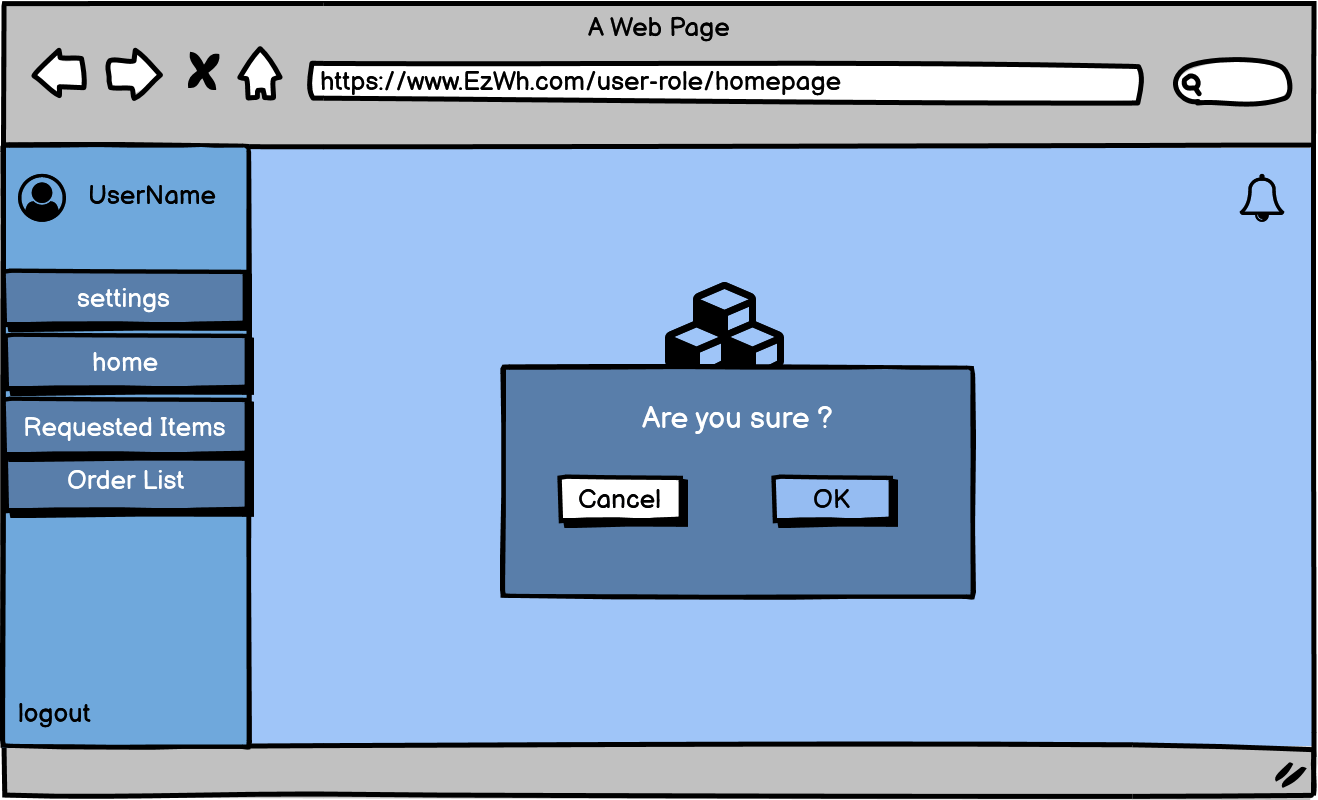 A Web Page
https://www.EzWh.com/user-role/homepage
UserName
settings
home
Requested Items
Order List
Are you sure ?
Cancel
OK
logout